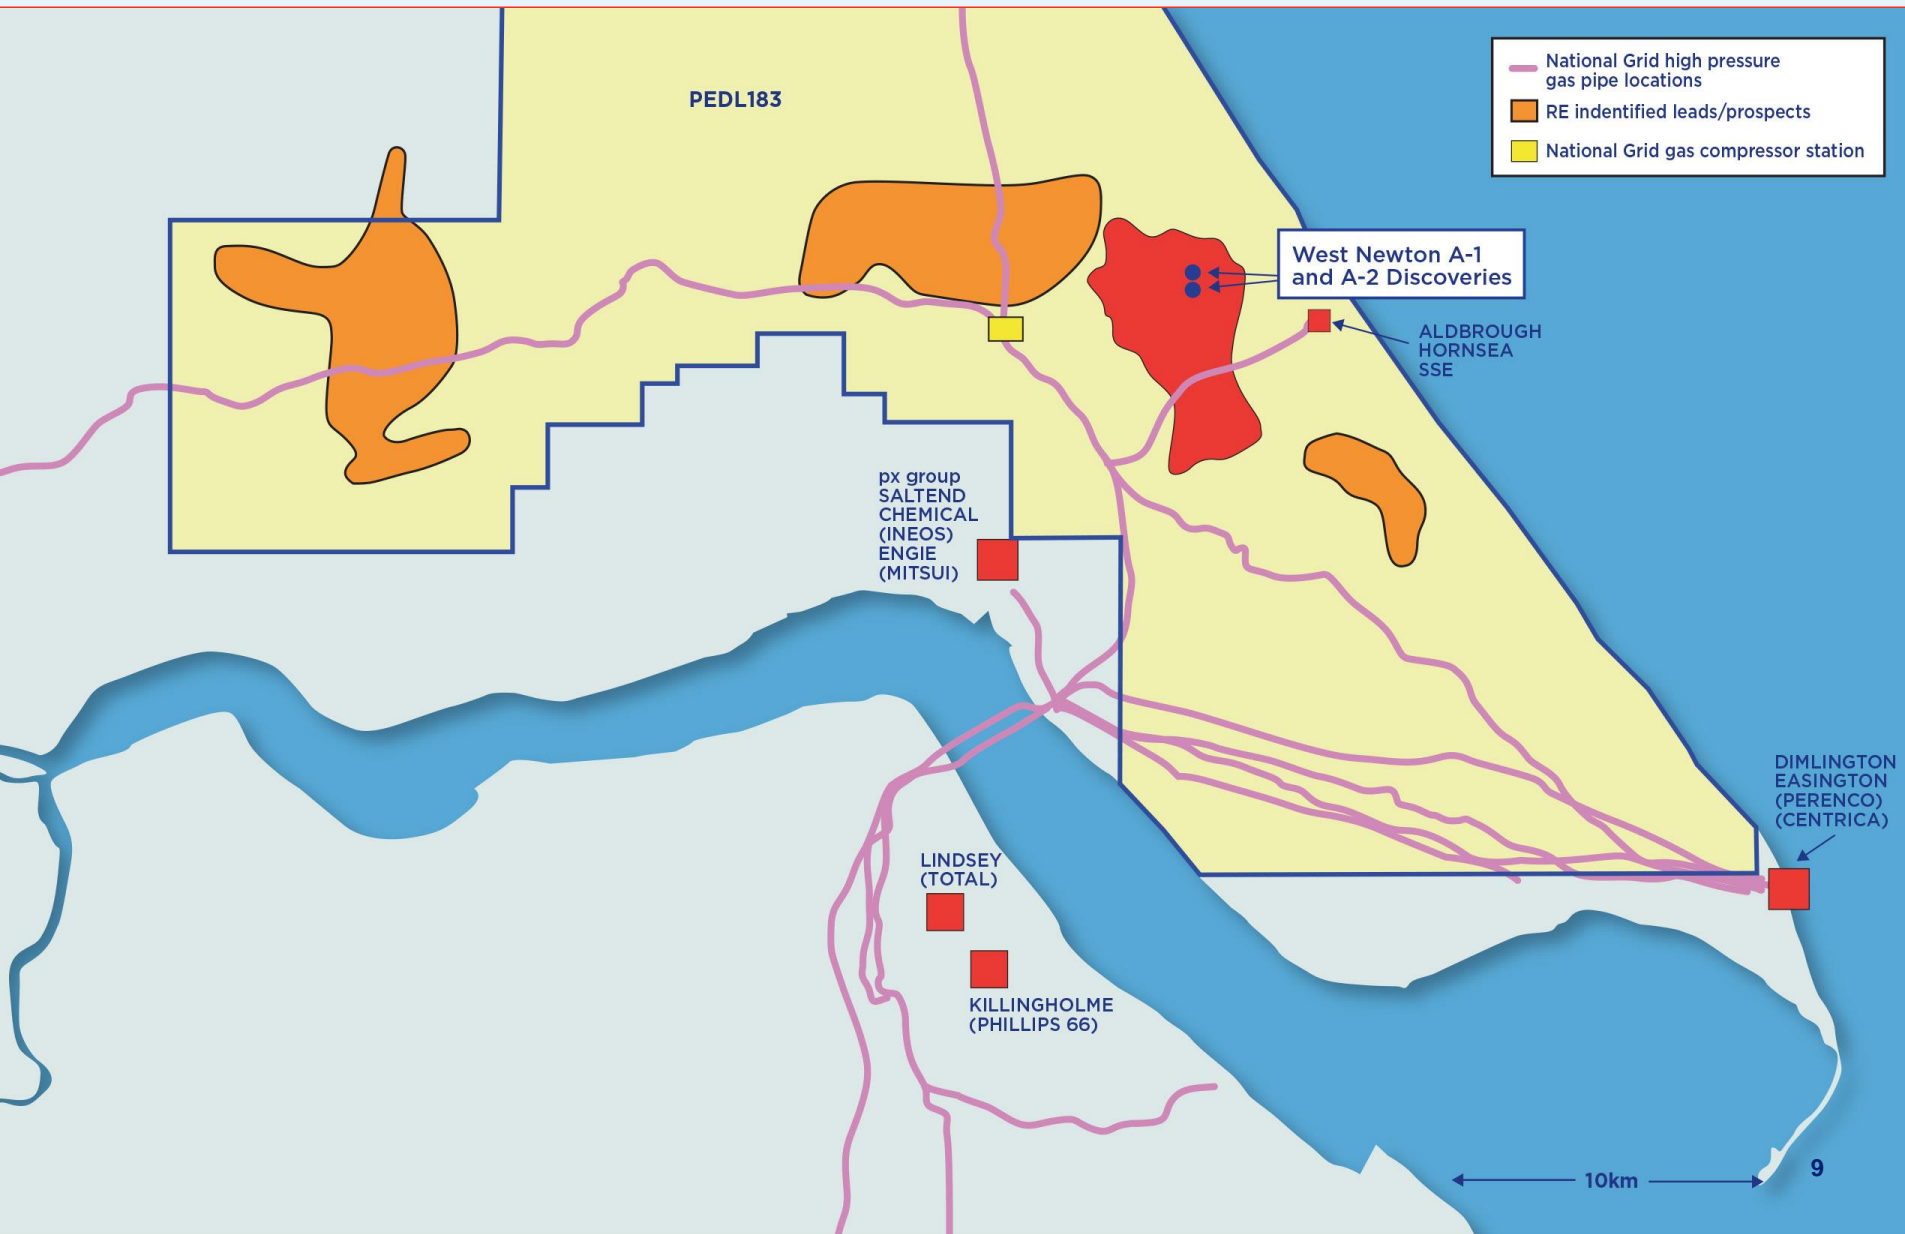 PEDL183
National Grid high pressure
gas pipe locations
RE indentified leads/prospects
National Grid gas compressor station
West Newton A-1
and A-2 Discoveries
ALDBROUGH
HORNSEA
SSE
px group
SALTEND
CHEMICAL
(INEOS)
ENGIE
(MITSUI)
DIMLINGTON
EASINGTON
(PERENCO)
(CENTRICA)
LINDSEY
(TOTAL)
KILLINGHOLME
(PHILLIPS 66)
10km
9